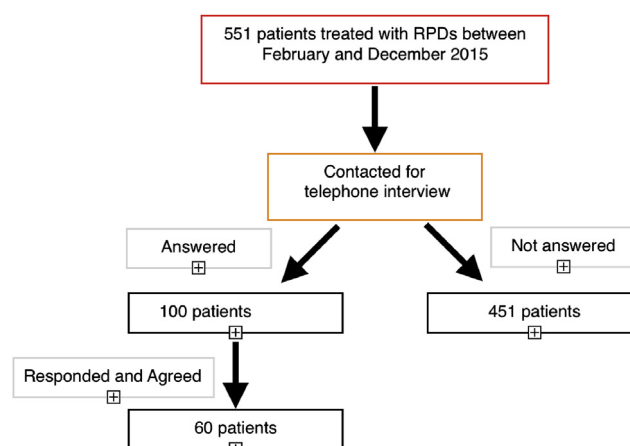 551 patients treated with RPDs between
February and December 2015
Contacted for
telephone interview
Answered
Not answered
100 patients
451 patients
Responded and Agreed
60 patients